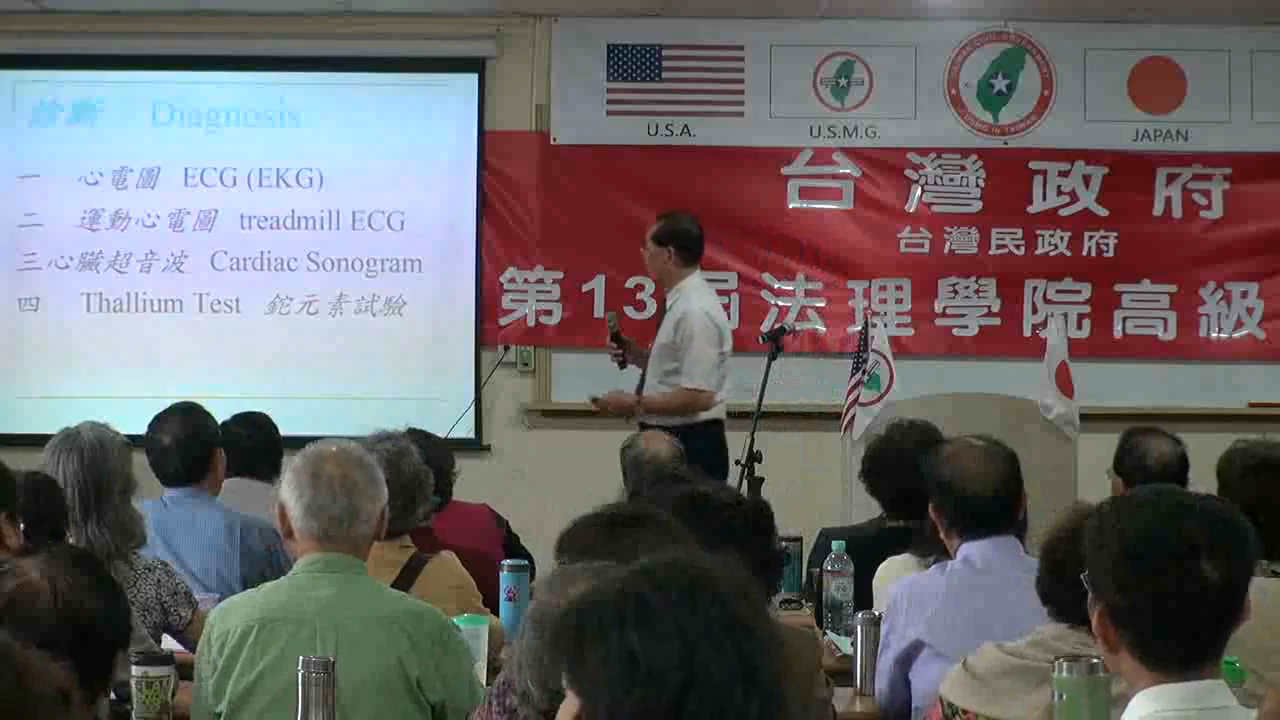 診斷 Diagnosis
一 心電圖 ECG (EKG)
二 運動心電圖 treadmill ECG
三 心臟超音波 Cardiac Sonogram
四 Thallium Test 鉈元素試驗
U.S.A.
U.S.M.G.
JAPAN
台灣政府
台灣民政府
第13屆法理學院高級